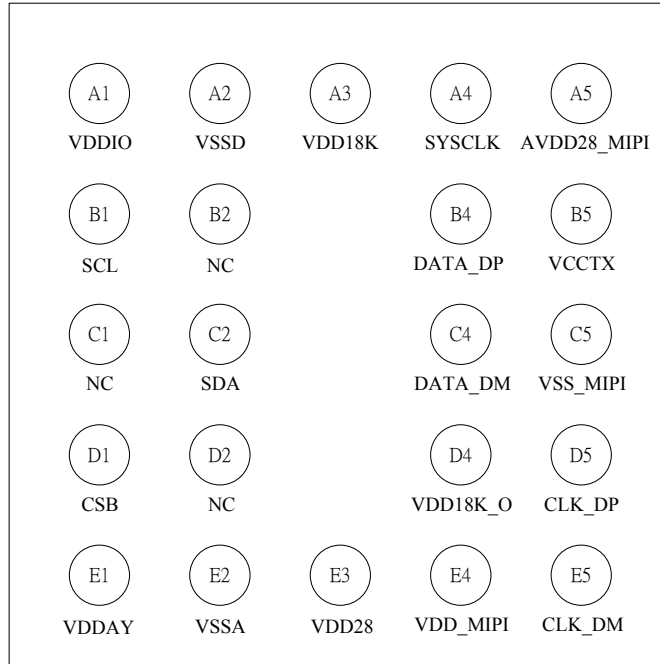 A1 A2 A3 A4 A5
VDDIO VSSD VDD18K SYSCLK AVDD28_MIPI
B1 B2 B4 B5
SCL NC DATA_DP VCCTX
C1 C2 C4 C5
NC SDA DATA_DM VSS_MIPI
D1 D2 D4 D5
CSB NC VDD18K_O CLK_DP
E1 E2 E3 E4 E5
VDDAY VSSA VDD28 VDD_MIPI CLK_DM